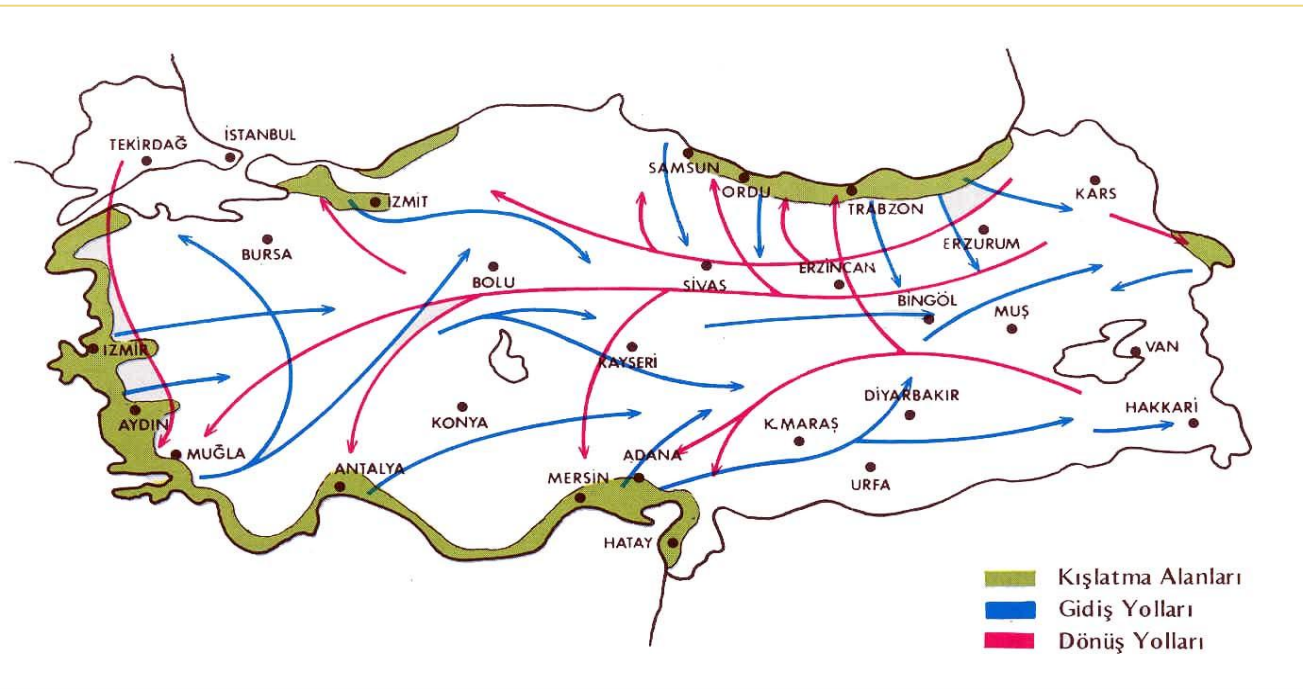 İSTANBUL
TEKİRDAĞ
SAMSUN
ORDU
TRABZON
KARS
İZMİT
BURSA
BOLU
SİVAS
ERZİNCAN
ERZURUM
BİNGÖL
MUŞ
VAN
İZMİR
KAYSERİ
AYDIN
KONYA
DİYARBAKIR
HAKKARİ
MUĞLA
ANTALYA
K.MARAŞ
ADANA
MERSİN
URFA
HATAY
Kışlatma Alanları
Gidiş Yolları
Dönüş Yolları